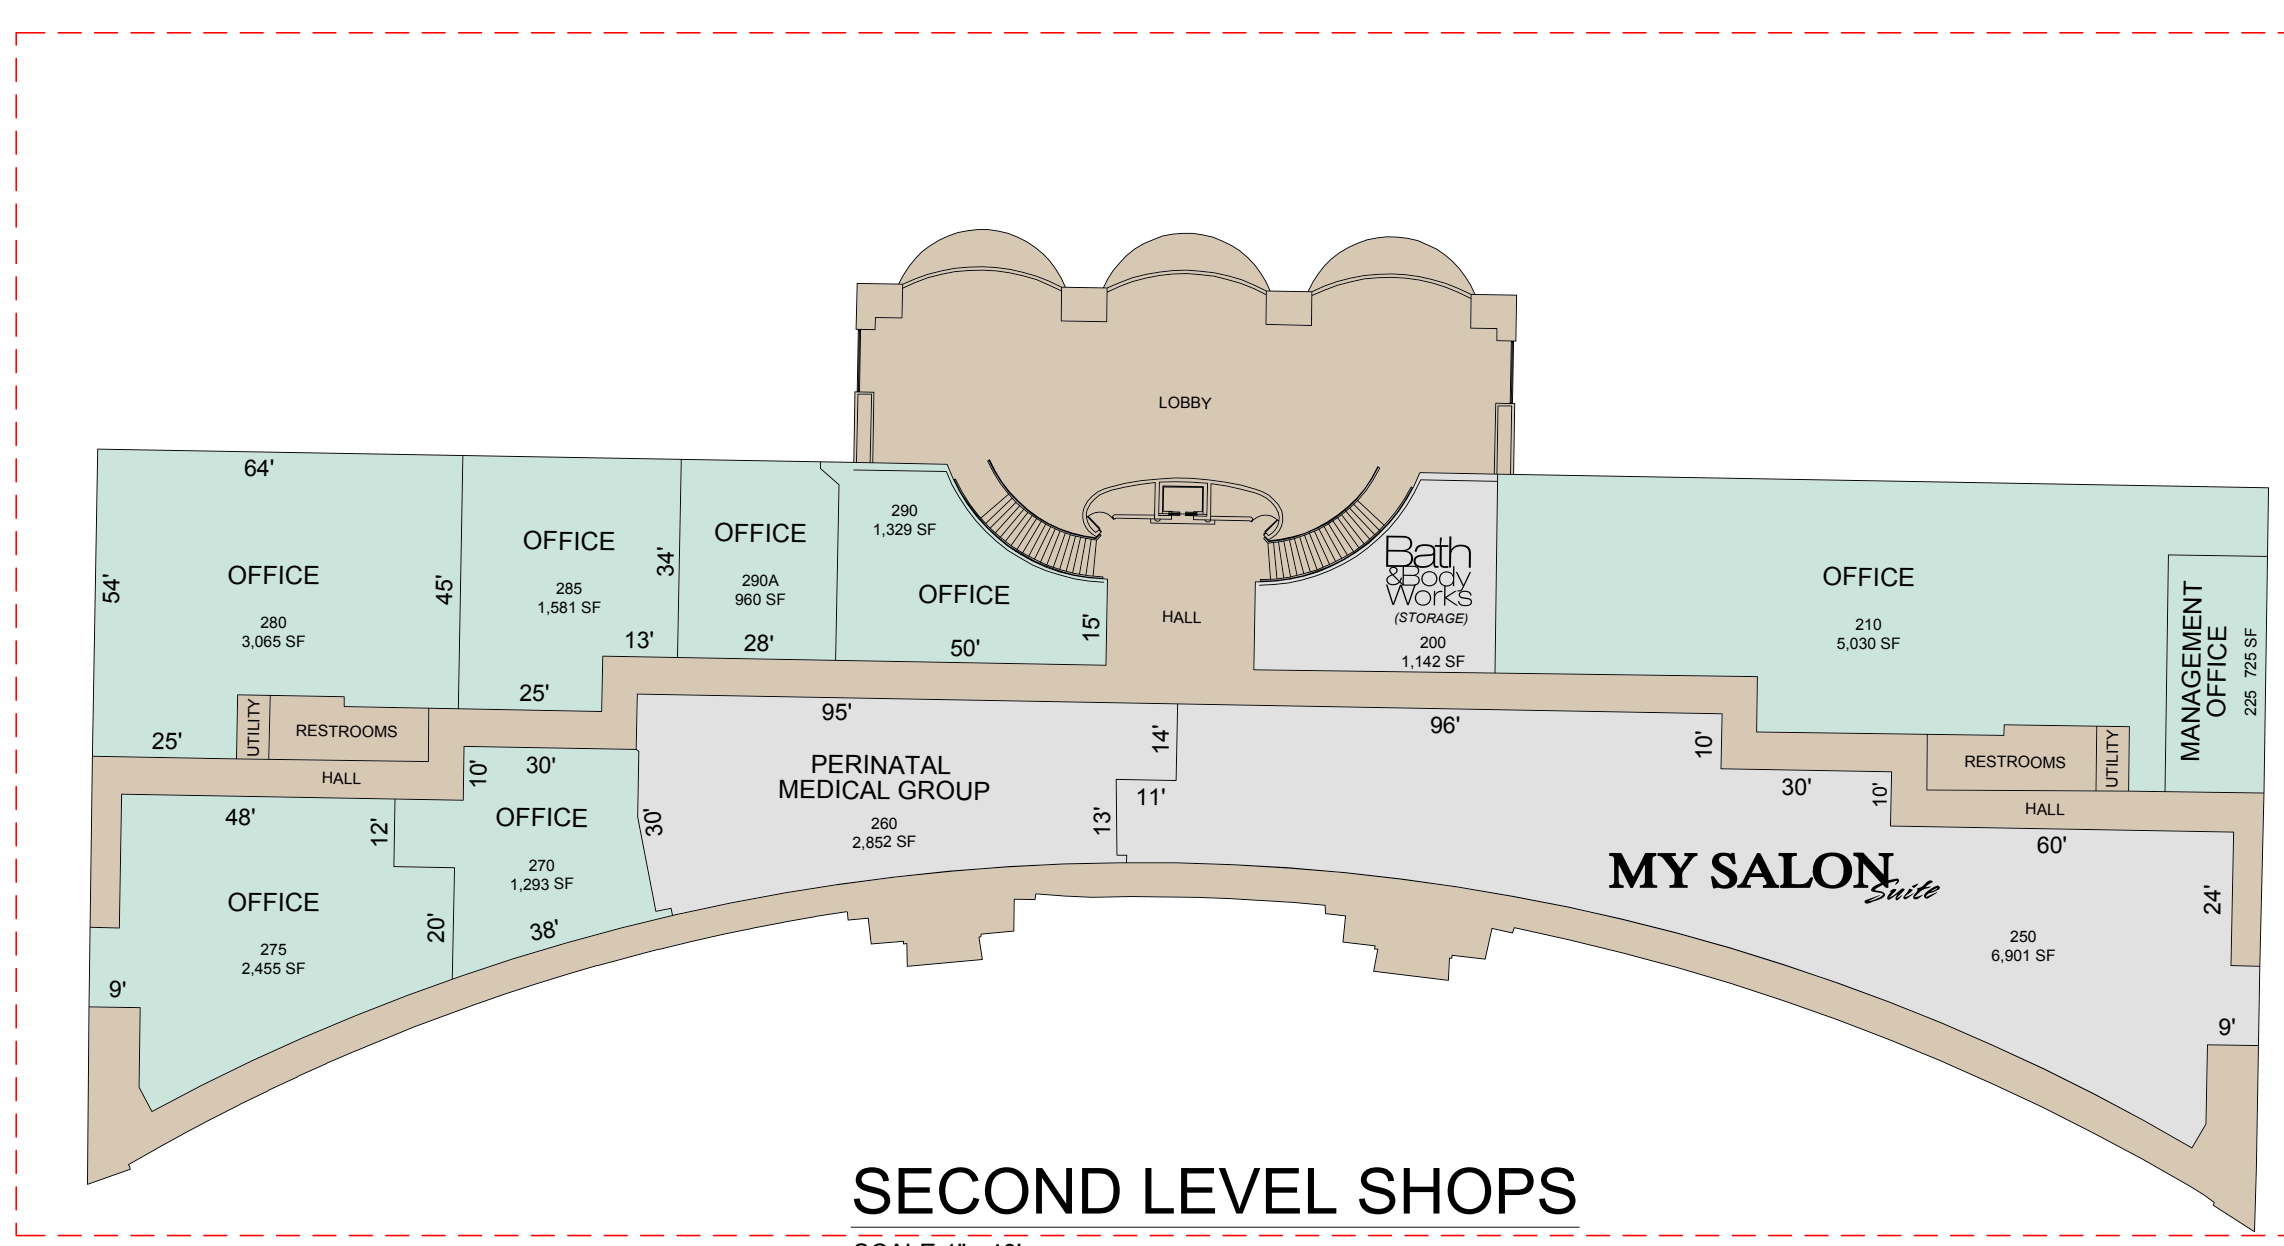 LOBBY
64'
54'
OFFICE
280
3,065 SF
45'
25'
UTILITY
RESTROOMS
HALL
OFFICE
285
1,581 SF
34'
13'
25'
OFFICE
290A
960 SF
28'
290
1,329 SF
OFFICE
50'
15'
HALL
Bath
&Body
Works
(STORAGE)
200
1,142 SF
OFFICE
210
5,030 SF
MANAGEMENT
OFFICE
225 725 SF
RESTROOMS
UTILITY
HALL
48'
12'
OFFICE
275
2,455 SF
20'
9'
10'
30'
OFFICE
270
1,293 SF
38'
30'
95'
PERINATAL
MEDICAL GROUP
260
2,852 SF
14'
11'
13'
96'
10'
30'
10'
60'
MY SALON
Suite
250
6,901 SF
24'
9'
SECOND LEVEL SHOPS